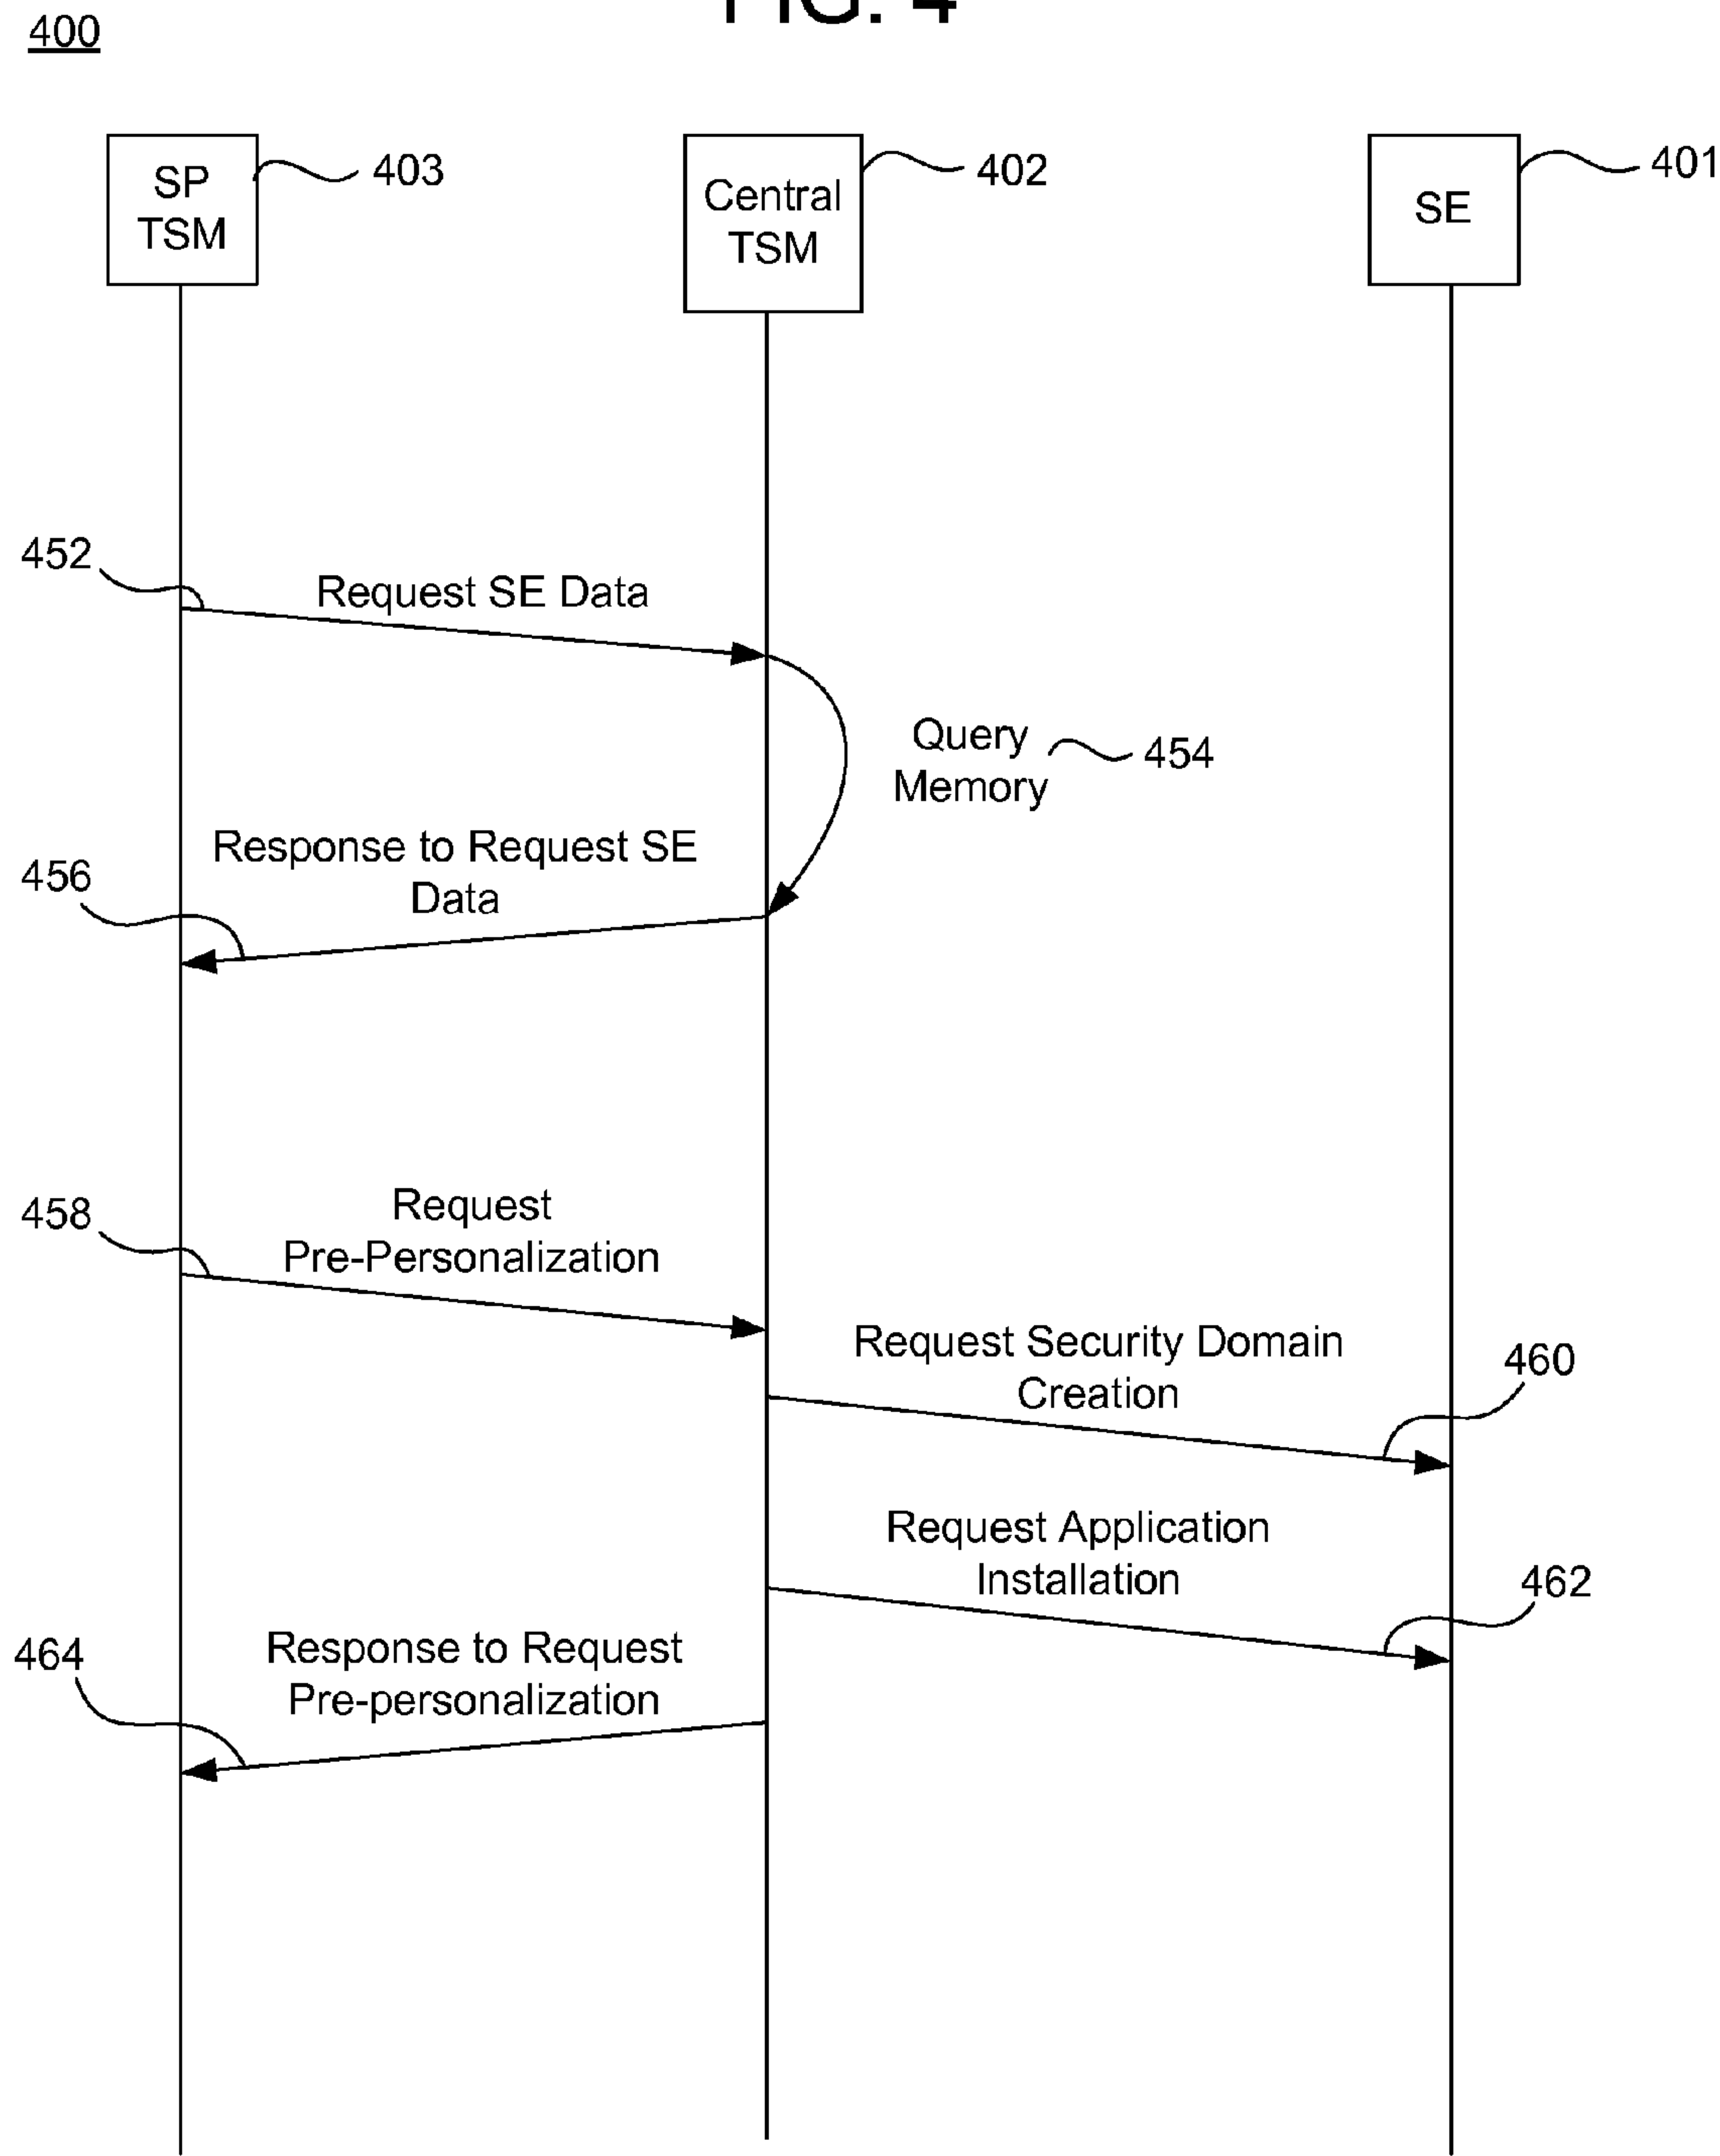 FIG. 4
400
SP
TSM
403
Central
TSM
402
SE
401
452
Request SE Data
Query
Memory
454
Response to Request SE
Data
456
458
Request
Pre-Personalization
Request Security Domain
Creation
460
Request Application
Installation
462
464
Response to Request
Pre-personalization